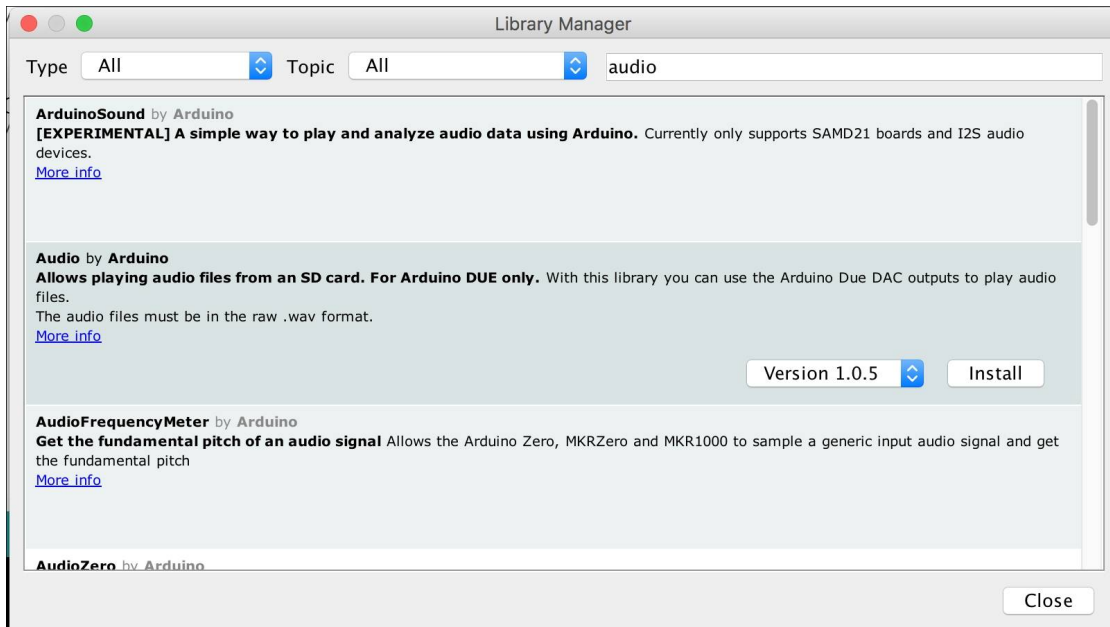 Library Manager
Type All Topic All audio
ArduinoSound by Arduino
[EXPERIMENTAL] A simple way to play and analyze audio data using Arduino. Currently only supports SAMD21 boards and I2S audio
devices.
More info
Audio by Arduino
Allows playing audio files from an SD card. For Arduino DUE only. With this library you can use the Arduino Due DAC outputs to play audio
files.
The audio files must be in the raw .wav format.
More info
Version 1.0.5 Install
AudioFrequencyMeter by Arduino
Get the fundamental pitch of an audio signal Allows the Arduino Zero, MKRZero and MKR1000 to sample a generic input audio signal and get
the fundamental pitch
More info
AudioZero by Arduino
Close